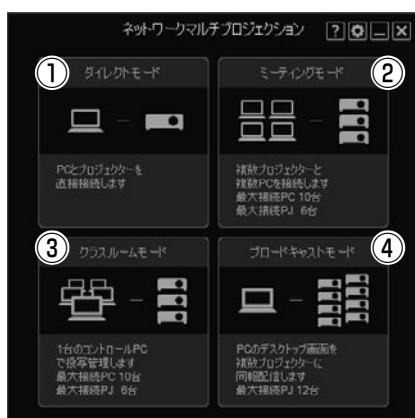 ネットワークマルチプロジェクション ? _ ×
① ダイレクトモード
PCとプロジェクターを
直接接続します
ミーティングモード ②
複数プロジェクターと
複数PCを接続します
最大接続PC 10台
最大接続PJ 6台
③ クラスルームモード
1台のコントロールPC
で投写管理します
最大接続PC 10台
最大接続PJ 6台
ブロードキャストモード ④
PCのデスクトップ画面を
複数プロジェクターに
同報配信します
最大接続PJ 12台